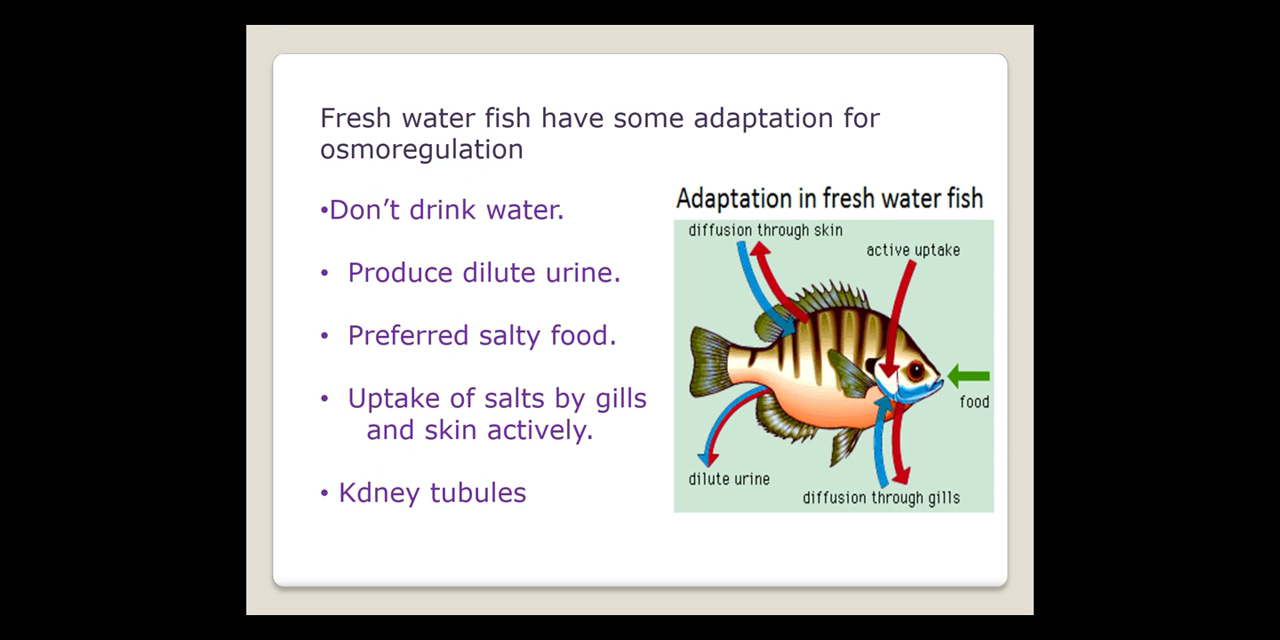 Fresh water fish have some adaptation for
osmoregulation
•Don’t drink water.
• Produce dilute urine.
• Preferred salty food.
• Uptake of salts by gills
and skin actively.
• Kdney tubules
Adaptation in fresh water fish
diffusion through skin
active uptake
food
dilute urine
diffusion through gills